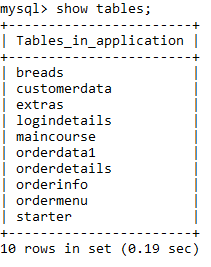 mysql> show tables;
+-----------------------+
| Tables_in_application |
+-----------------------+
| breads
| customerdata
| extras
| logindetails
| maincourse
| orderdata1
| orderdetails
| orderinfo
| ordermenu
| starter
+-----------------------+
10 rows in set (0.19 sec)